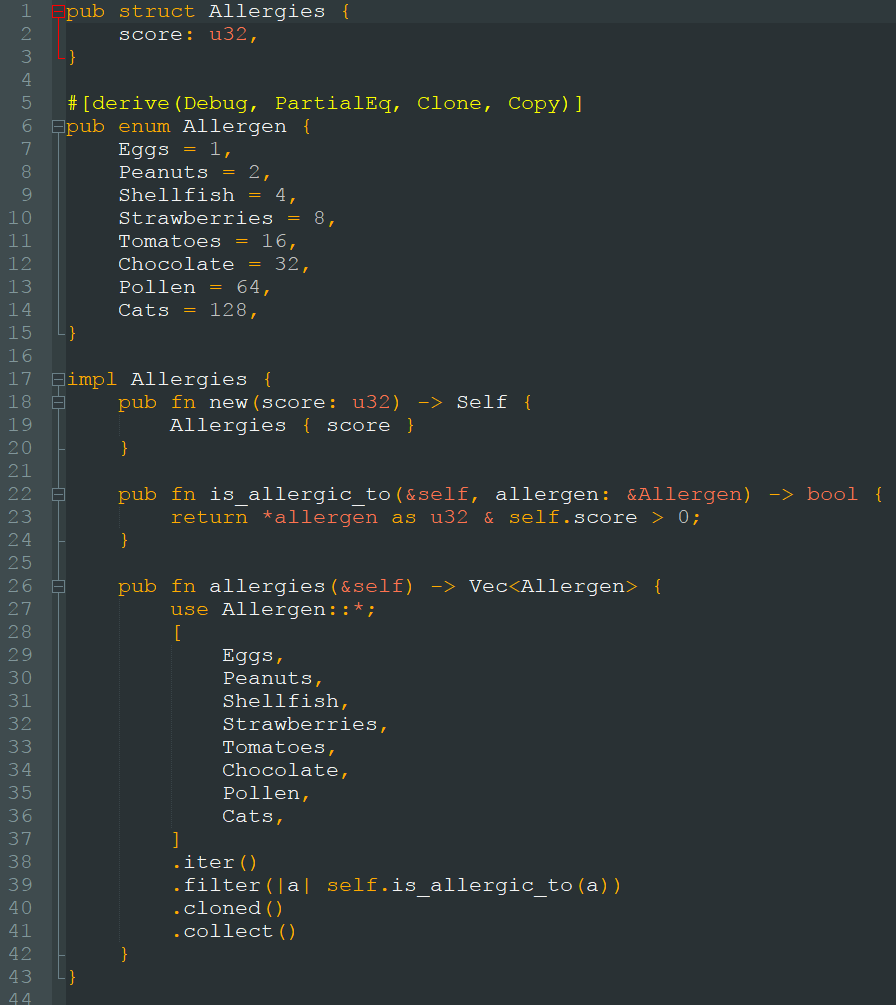 1 pub struct Allergies {
2     score: u32,
3 }
4
5 #[derive(Debug, PartialEq, Clone, Copy)]
6 pub enum Allergen {
7     Eggs = 1,
8     Peanuts = 2,
9     Shellfish = 4,
10     Strawberries = 8,
11     Tomatoes = 16,
12     Chocolate = 32,
13     Pollen = 64,
14     Cats = 128,
15 }
16
17 impl Allergies {
18     pub fn new(score: u32) -> Self {
19         Allergies { score }
20     }
21
22     pub fn is_allergic_to(&self, allergen: &Allergen) -> bool {
23         return *allergen as u32 & self.score > 0;
24     }
25
26     pub fn allergies(&self) -> Vec<Allergen> {
27         use Allergen::*;
28         [
29             Eggs,
30             Peanuts,
31             Shellfish,
32             Strawberries,
33             Tomatoes,
34             Chocolate,
35             Pollen,
36             Cats,
37         ]
38         .iter()
39         .filter(|a| self.is_allergic_to(a))
40         .cloned()
41         .collect()
42     }
43 }
44